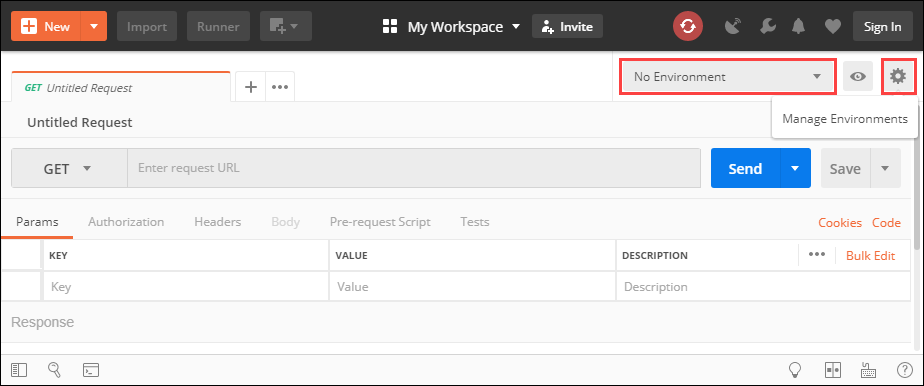 New Import Runner My Workspace Invite Sign In
GET Untitled Request No Environment
Manage Environments
Untitled Request
GET Enter request URL Send Save
Params Authorization Headers Body Pre-request Script Tests Cookies Code
KEY VALUE DESCRIPTION Bulk Edit
Key Value Description
Response